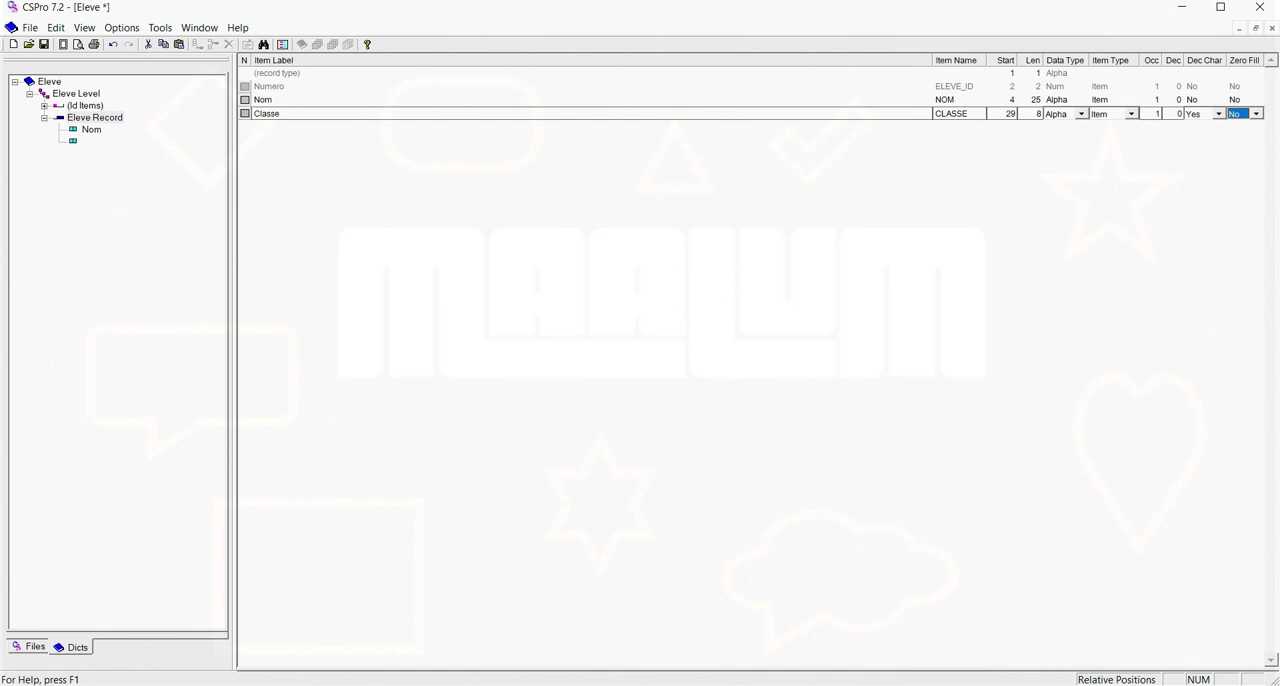 CSPro 7.2 - [Eleve *]
File Edit View Options Tools Window Help
N Item Label Item Name Start Len Data Type Item Type Occ Dec Dec Char Zero Fill
(record type) 1 1 Alpha
Numero ELEVE_ID 2 2 Num Item 1 0 No No
Nom NOM 4 25 Alpha Item 1 0 No No
Classe CLASSE 29 8 Alpha Item 1 0 Yes No
Eleve
Eleve Level
(Id Items)
Eleve Record
Nom
MAALUM
Files Dicts
For Help, press F1 Relative Positions NUM